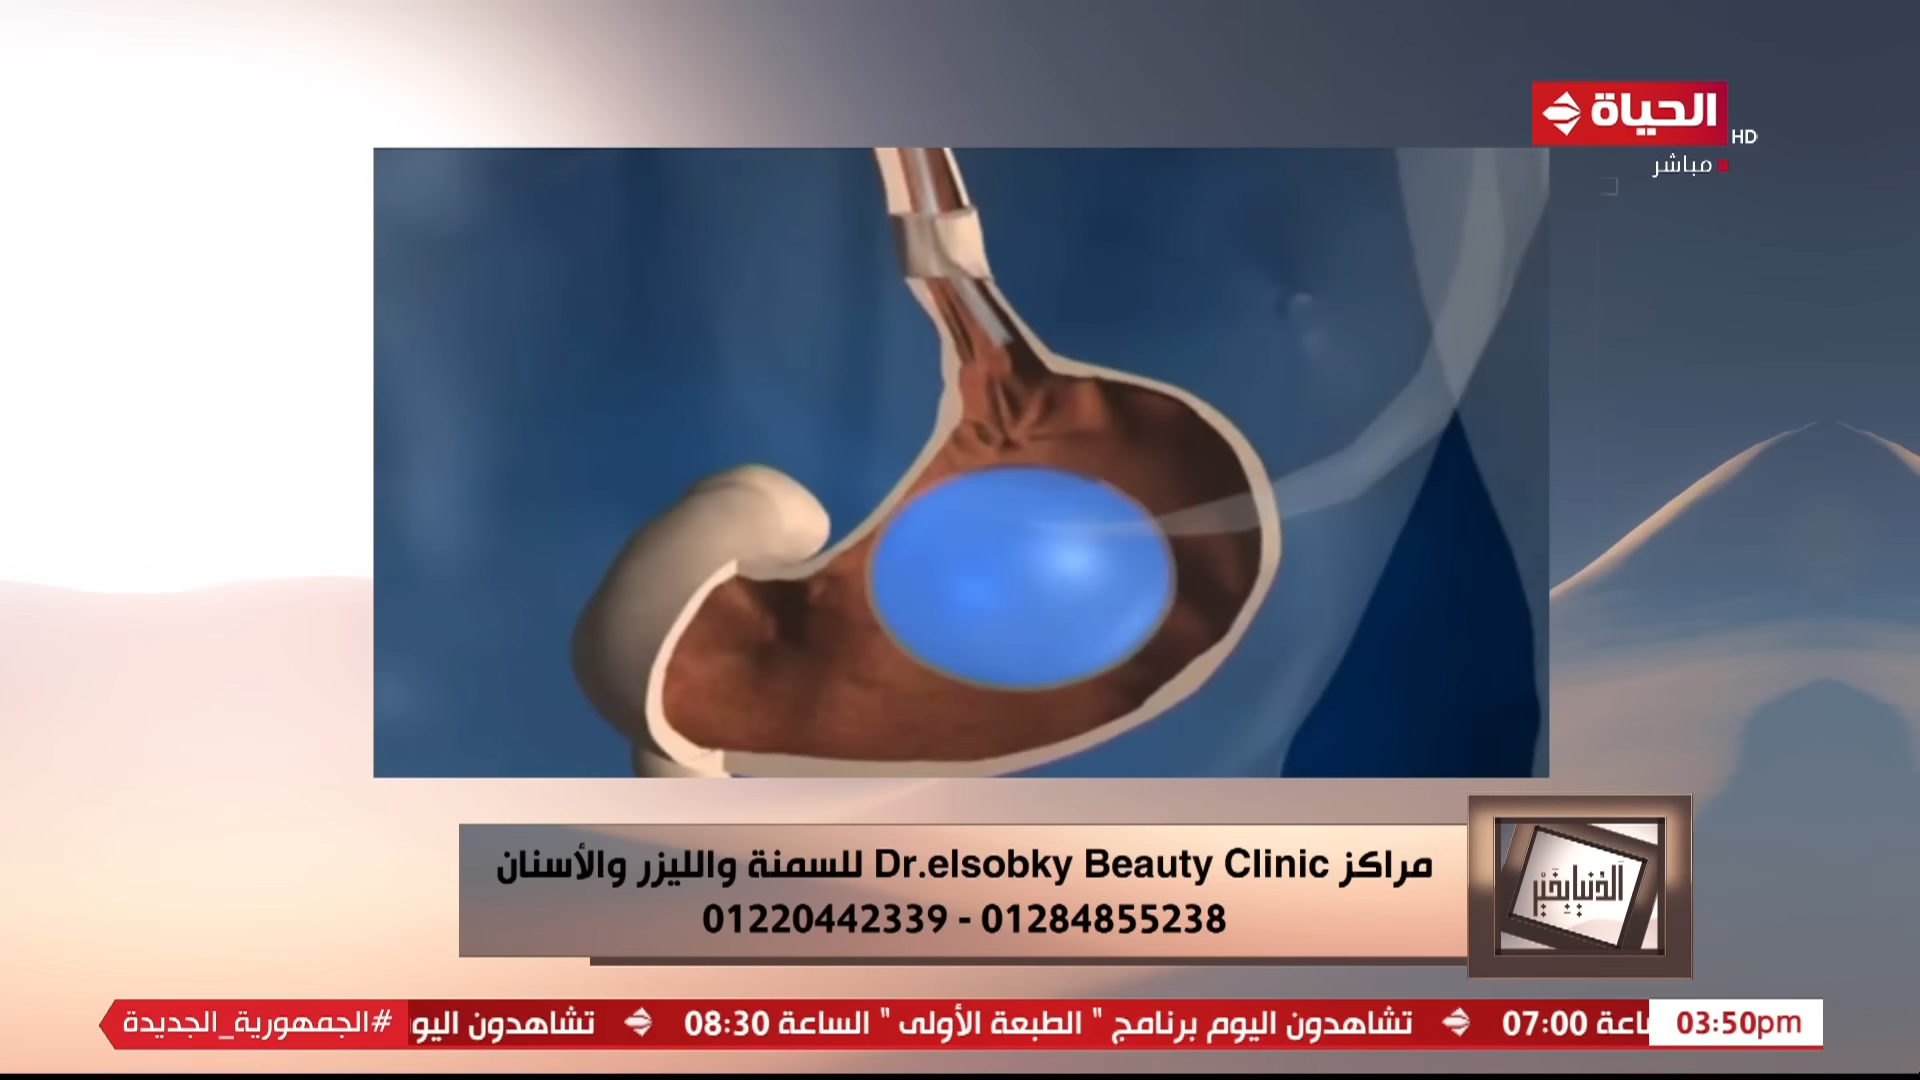 الحياة
HD
مباشر
مراكز Dr.elsobky Beauty Clinic للسمنة والليزر والأسنان
01220442339 - 01284855238
الدنيا بخير
03:50pm
ساعة 07:00 تشاهدون اليوم برنامج " الطبعة الأولى " الساعة 08:30 تشاهدون اليو
#الجمهورية_الجديدة